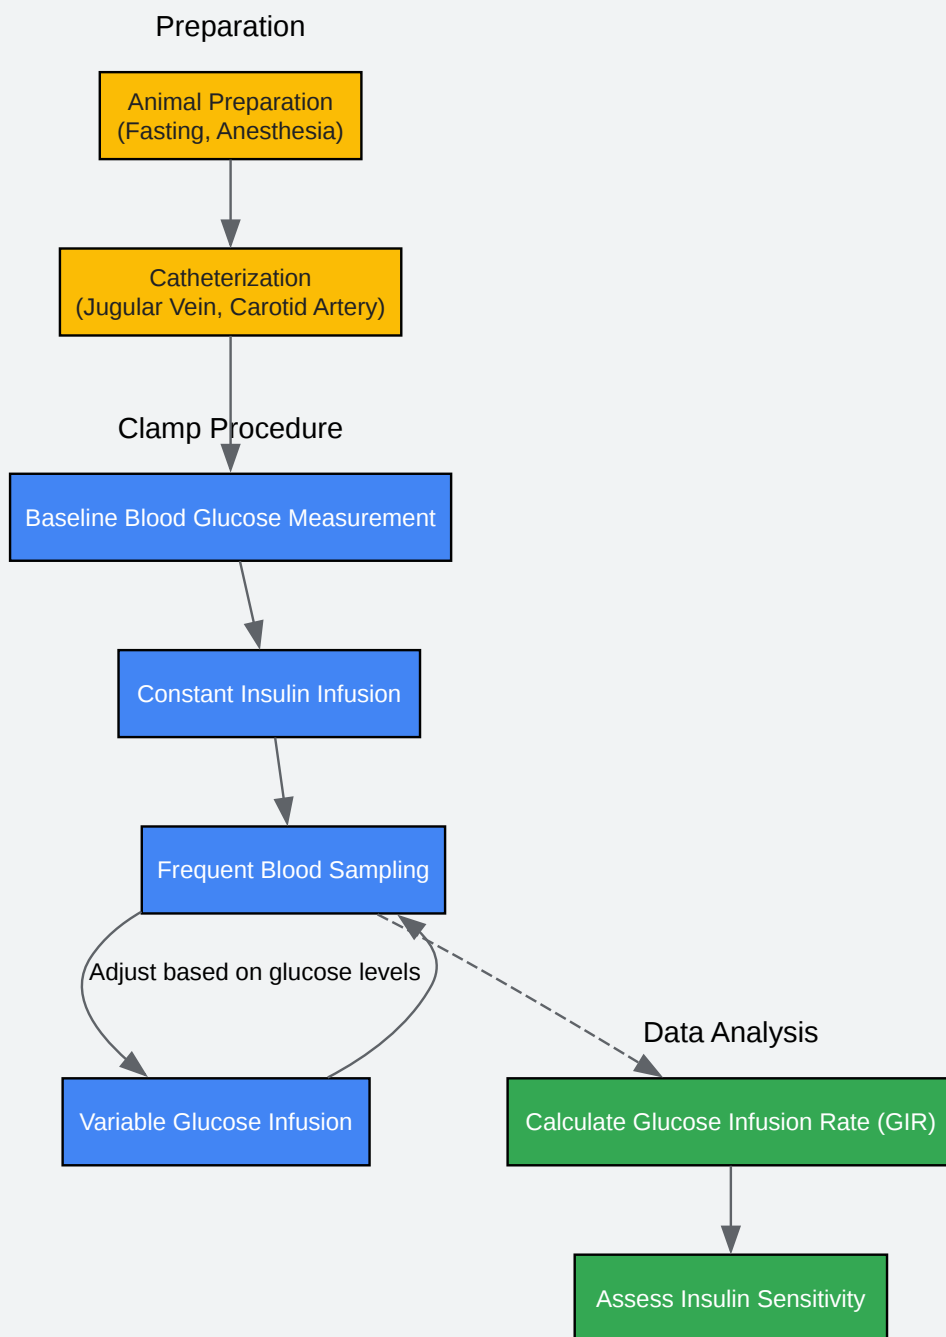 Preparation
Animal Preparation
(Fasting, Anesthesia)
Catheterization
(Jugular Vein, Carotid Artery)
Clamp Procedure
Baseline Blood Glucose Measurement
Constant Insulin Infusion
Frequent Blood Sampling
Adjust based on glucose levels
Variable Glucose Infusion
Data Analysis
Calculate Glucose Infusion Rate (GIR)
Assess Insulin Sensitivity